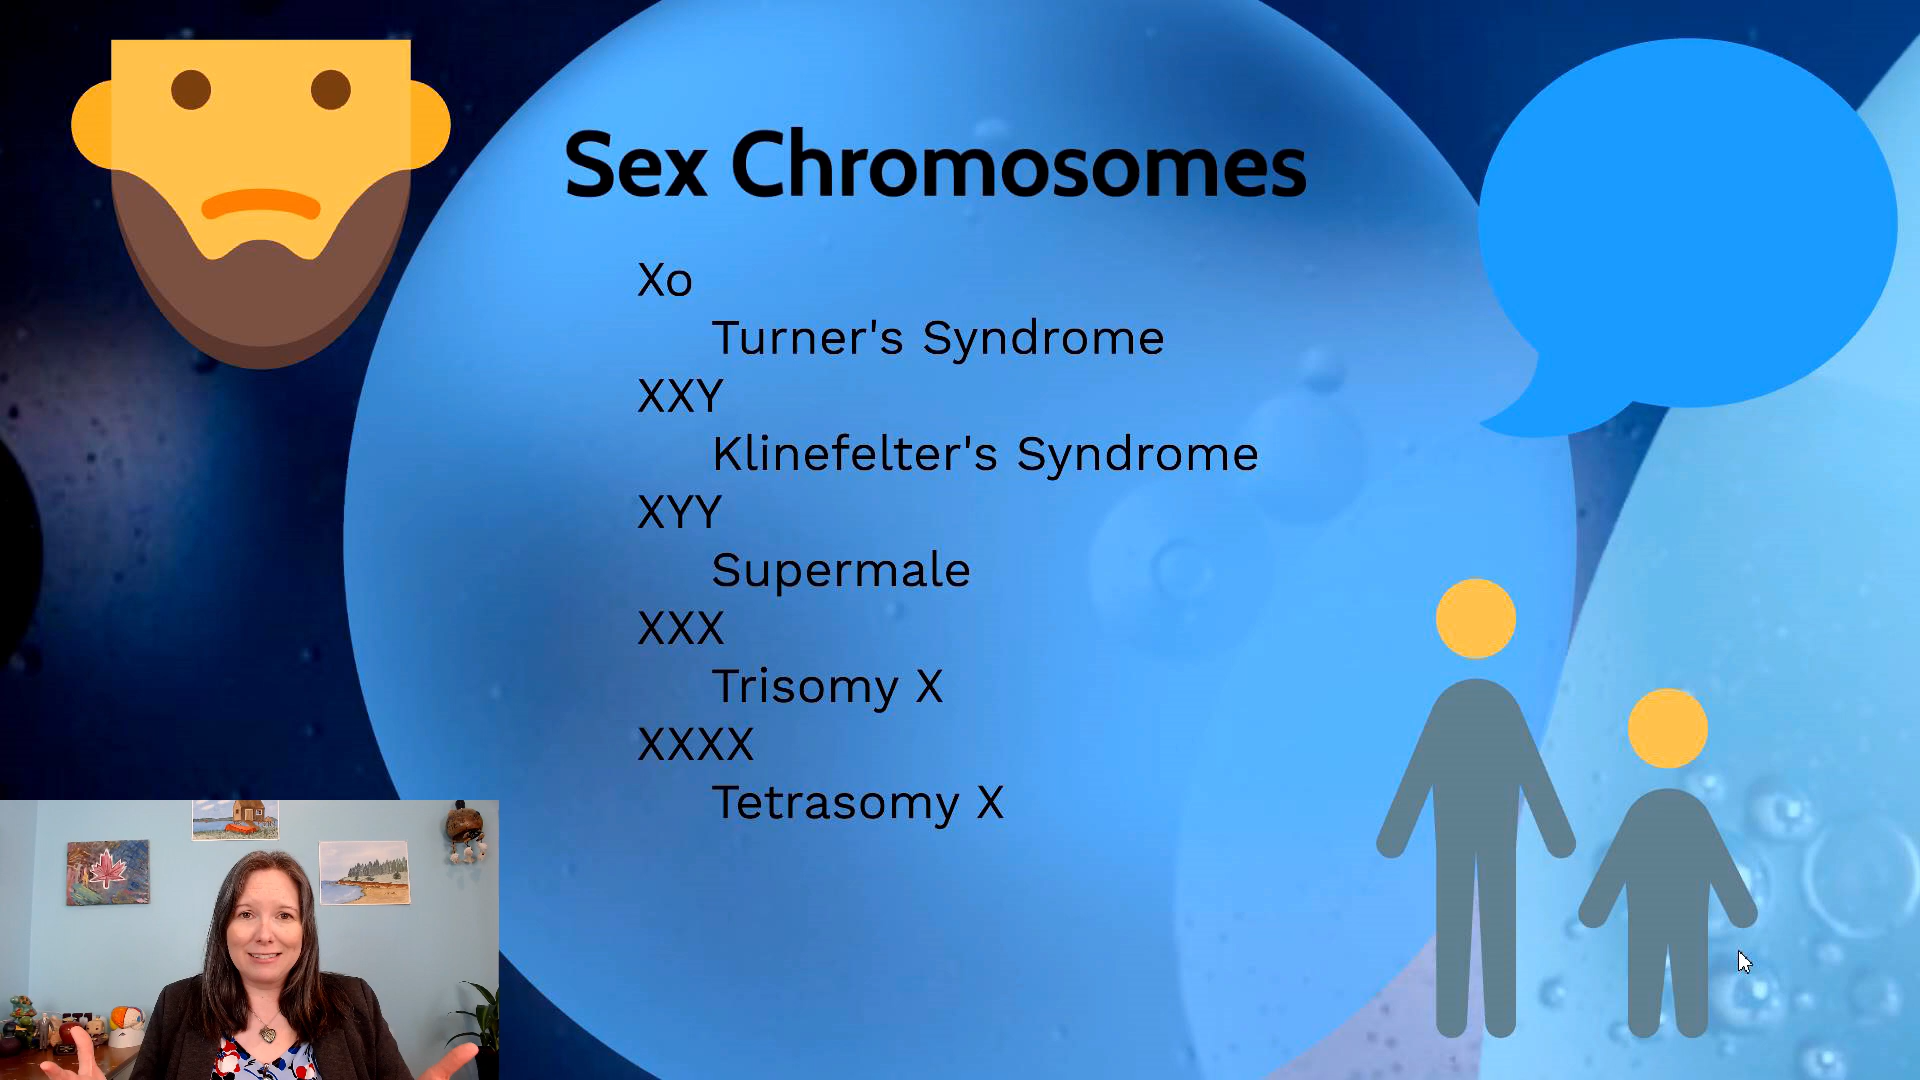 Sex Chromosomes
Xo
Turner's Syndrome
XXY
Klinefelter's Syndrome
XYY
Supermale
XXX
Trisomy X
XXXX
Tetrasomy X